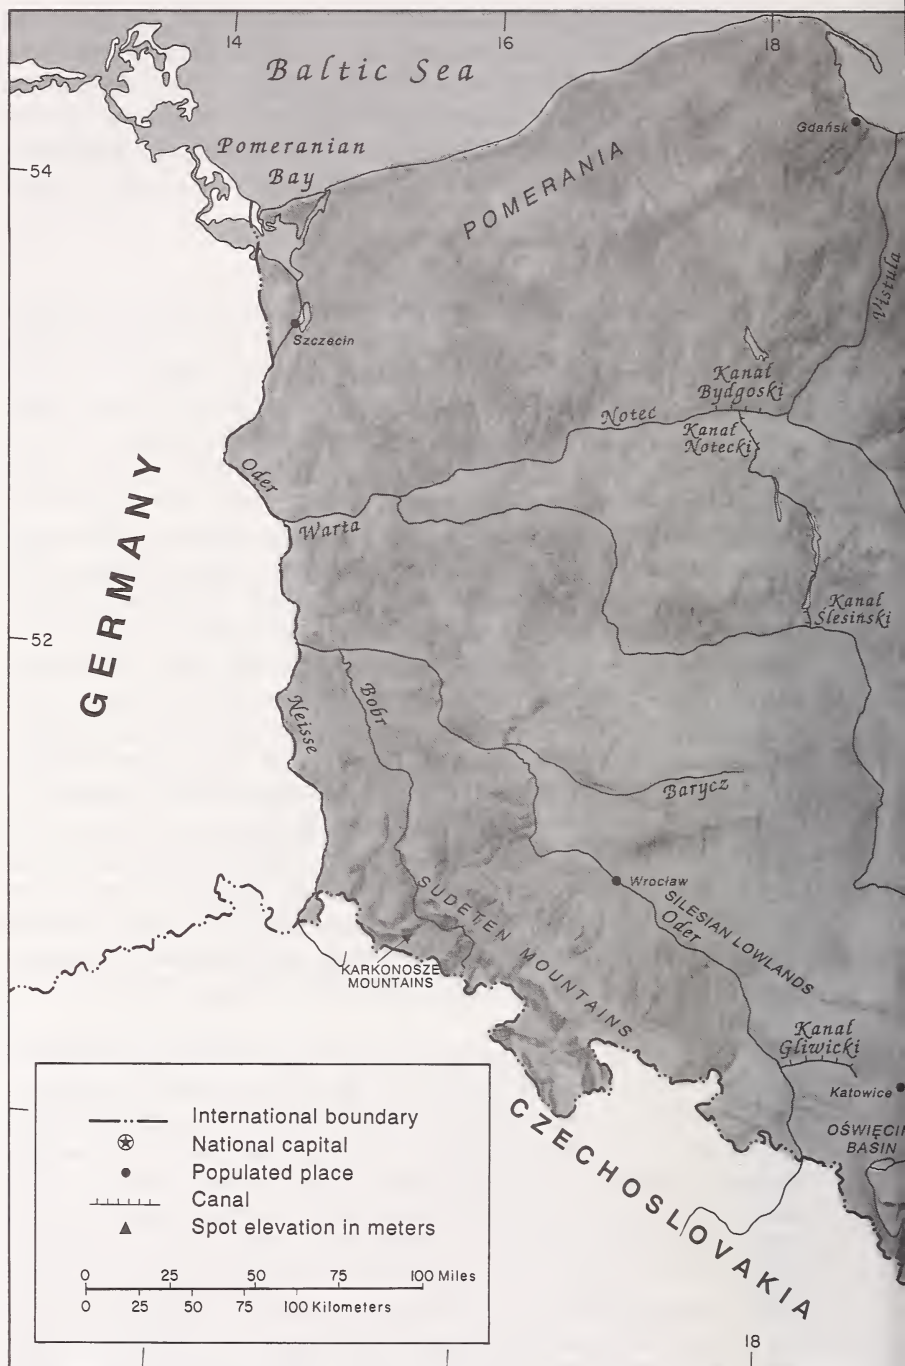 14
16
18
Baltic Sea
Gdańsk
Pomeranian
Bay
54
POMERANIA
Vistula
Szczecin
Kanał
Bydgoski
Noteć
Kanał
Notecki
Oder
GERMANY
Warta
Kanał
Ślesiński
52
Neisse
Bobr
Barycz
Wrocław
SUDETEN MOUNTAINS
SILESIAN LOWLANDS
Oder
KARKONOSZE
MOUNTAINS
Kanał
Gliwicki
Katowice
OŚWIĘCIM
BASIN
CZECHOSLOVAKIA
International boundary
National capital
Populated place
Canal
Spot elevation in meters
0 25 50 75 100 Miles
0 25 50 75 100 Kilometers
18